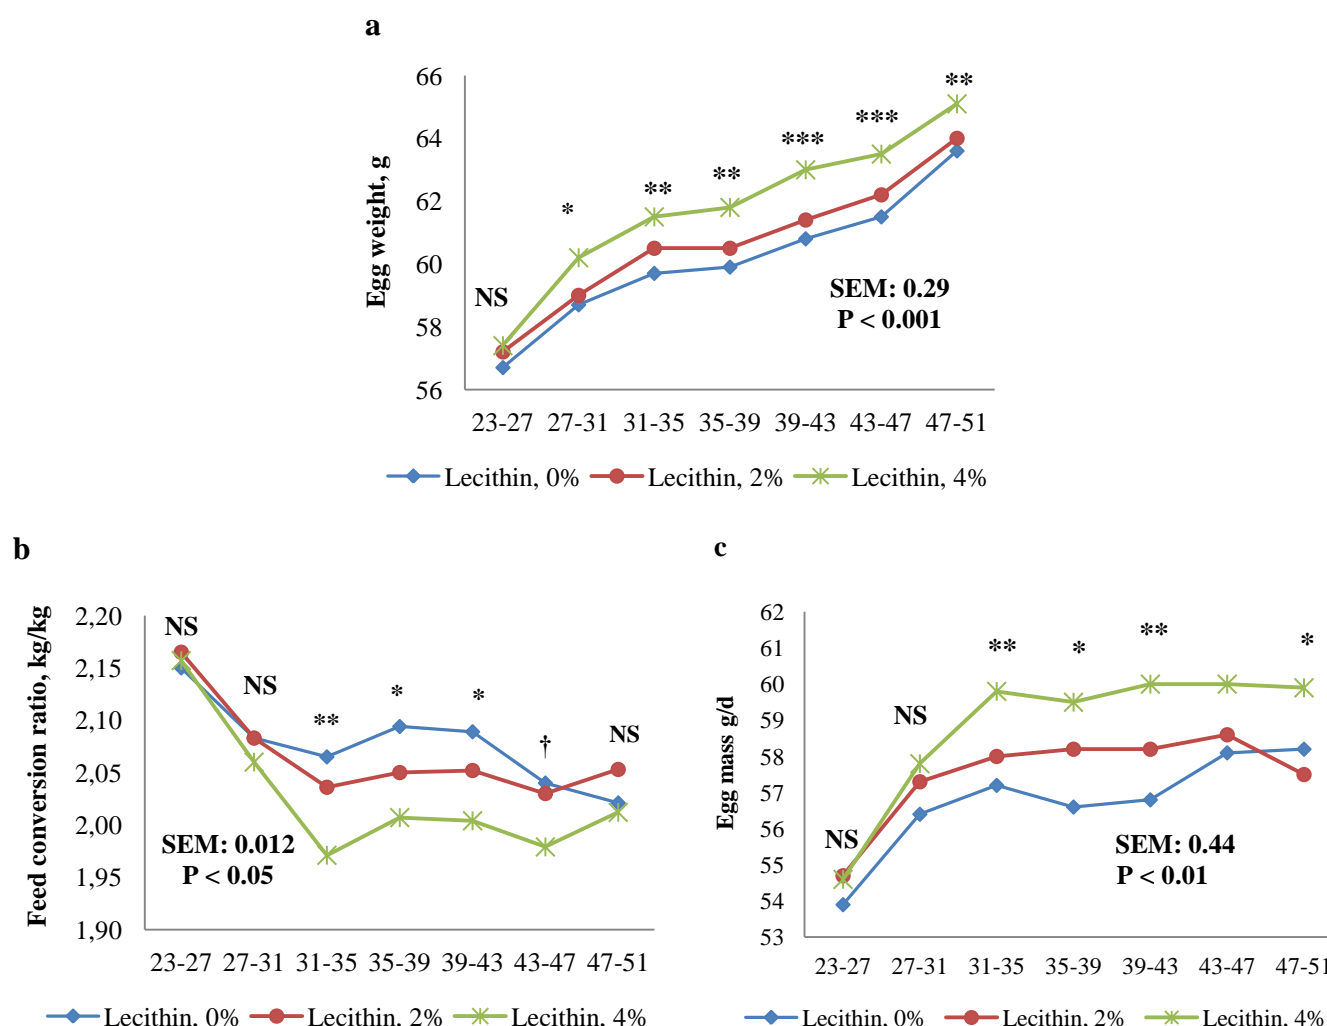 a
Egg weight, g
66
64
62
60
58
56
NS
*
**
**
***
***
**
SEM: 0.29
P < 0.001
23-27 27-31 31-35 35-39 39-43 43-47 47-51
Lecithin, 0% Lecithin, 2% Lecithin, 4%
b
Feed conversion ratio, kg/kg
2,20
2,15
2,10
2,05
2,00
1,95
1,90
NS
NS
**
*
*
†
NS
SEM: 0.012
P < 0.05
23-27 27-31 31-35 35-39 39-43 43-47 47-51
Lecithin, 0% Lecithin, 2% Lecithin, 4%
c
Egg mass g/d
62
61
60
59
58
57
56
55
54
53
NS
NS
**
*
**
*
SEM: 0.44
P < 0.01
23-27 27-31 31-35 35-39 39-43 43-47 47-51
Lecithin, 0% Lecithin, 2% Lecithin, 4%